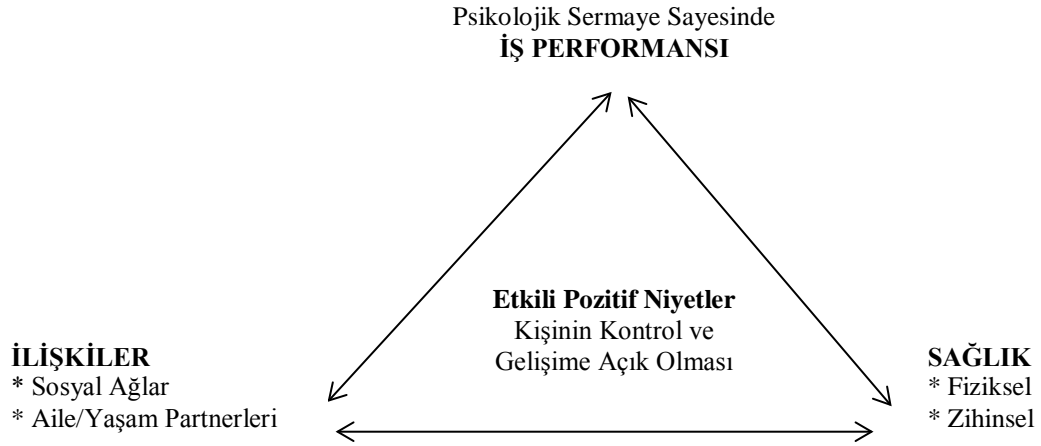 Psikolojik Sermaye Sayesinde
İŞ PERFORMANSI
Etkili Pozitif Niyetler
Kişinin Kontrol ve
Gelişime Açık Olması
İLİŞKİLER
* Sosyal Ağlar
* Aile/Yaşam Partnerleri
SAĞLIK
* Fiziksel
* Zihinsel